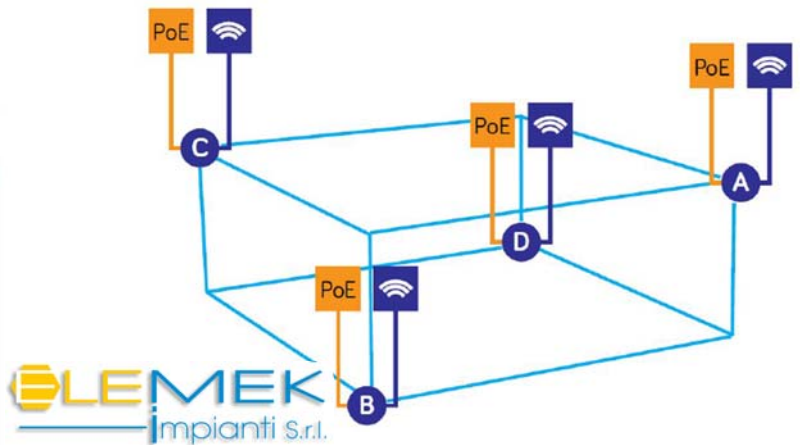 PoE
PoE
C
PoE
A
D
PoE
ELEMEK
impianti S.r.l.
B